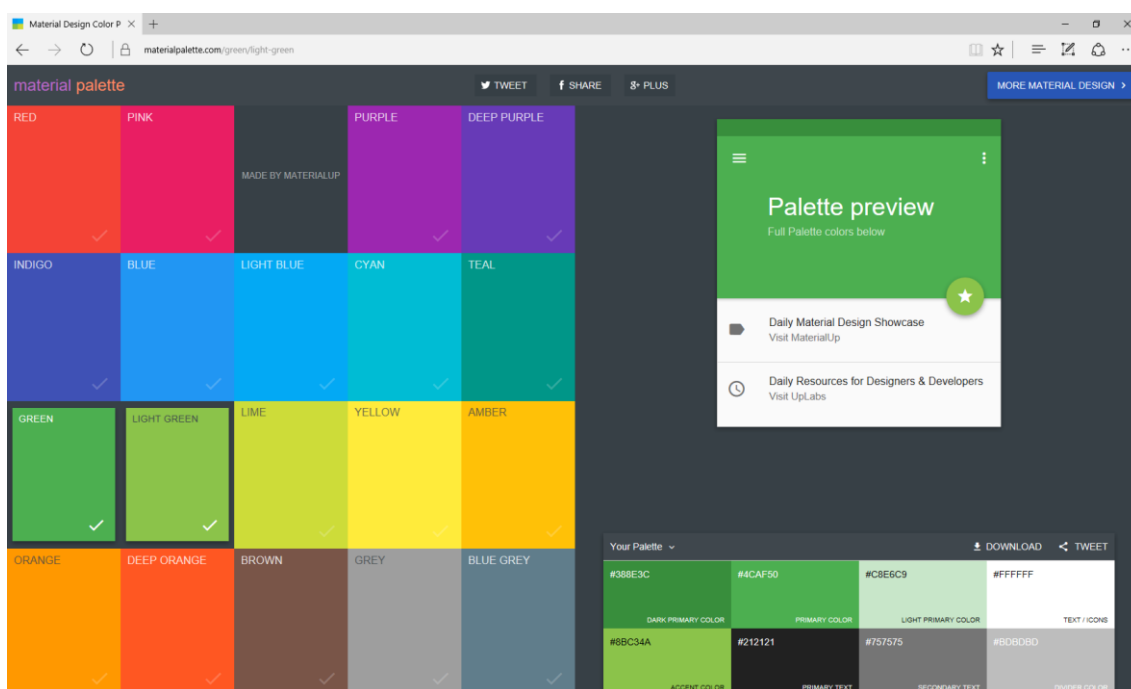 Material Design Color P
materialpalette.com/green/light-green
material palette
TWEET
SHARE
PLUS
MORE MATERIAL DESIGN
RED
PINK
MADE BY MATERIALUP
PURPLE
DEEP PURPLE
INDIGO
BLUE
LIGHT BLUE
CYAN
TEAL
GREEN
LIGHT GREEN
LIME
YELLOW
AMBER
ORANGE
DEEP ORANGE
BROWN
GREY
BLUE GREY
Palette preview
Full Palette colors below
Daily Material Design Showcase
Visit MaterialUp
Daily Resources for Designers & Developers
Visit UpLabs
Your Palette
DOWNLOAD
TWEET
#388E3C
DARK PRIMARY COLOR
#4CAF50
PRIMARY COLOR
#C8E6C9
LIGHT PRIMARY COLOR
#FFFFFF
TEXT / ICONS
#8BC34A
ACCENT COLOR
#212121
PRIMARY TEXT
#757575
SECONDARY TEXT
#BDBDBD
DIVIDER COLOR